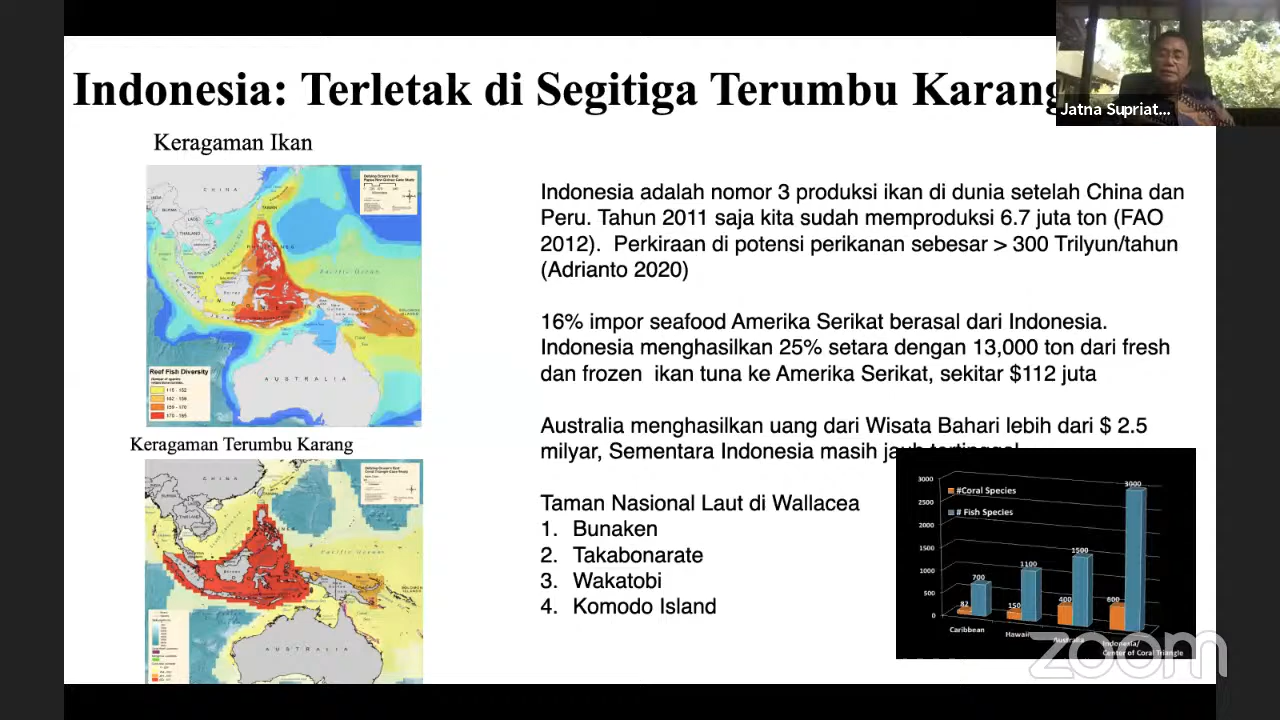 Indonesia: Terletak di Segitiga Terumbu Karang
Jatna Supriat...
Keragaman Ikan
CHINA
TAIWAN
THAILAND
Pacific Ocean
AUSTRALIA
Reef Fish Diversity
Keragaman Terumbu Karang
CHINA
Pacific Ocean
AUSTRALIA
Indonesia adalah nomor 3 produksi ikan di dunia setelah China dan
Peru. Tahun 2011 saja kita sudah memproduksi 6.7 juta ton (FAO
2012). Perkiraan di potensi perikanan sebesar > 300 Trilyun/tahun
(Adrianto 2020)
16% impor seafood Amerika Serikat berasal dari Indonesia.
Indonesia menghasilkan 25% setara dengan 13,000 ton dari fresh
dan frozen ikan tuna ke Amerika Serikat, sekitar $112 juta
Australia menghasilkan uang dari Wisata Bahari lebih dari $ 2.5
milyar, Sementara Indonesia masih jauh tertinggal
Taman Nasional Laut di Wallacea
1. Bunaken
2. Takabonarate
3. Wakatobi
4. Komodo Island
#Coral Species
# Fish Species
3000
2500
2000
1500
1000
500
0
82
700
150
1100
400
1500
600
3000
Caribbean
Hawaii
Australia
Indonesia/
Center of Coral Triangle
zoom